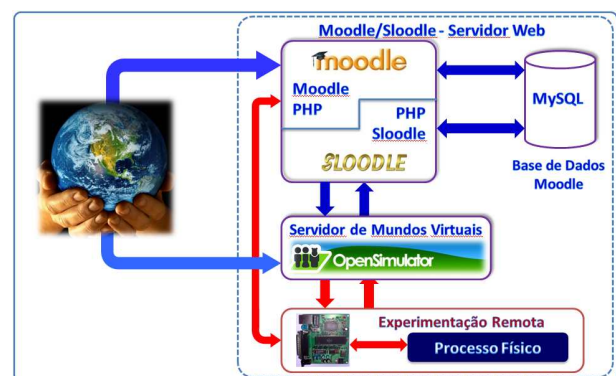 Moodle/Sloodle - Servidor Web
moodle
Moodle
PHP
PHP
Sloodle
SLOODLE
MySQL
Base de Dados
Moodle
Servidor de Mundos Virtuais
OpenSimulator
Experimentação Remota
Processo Físico